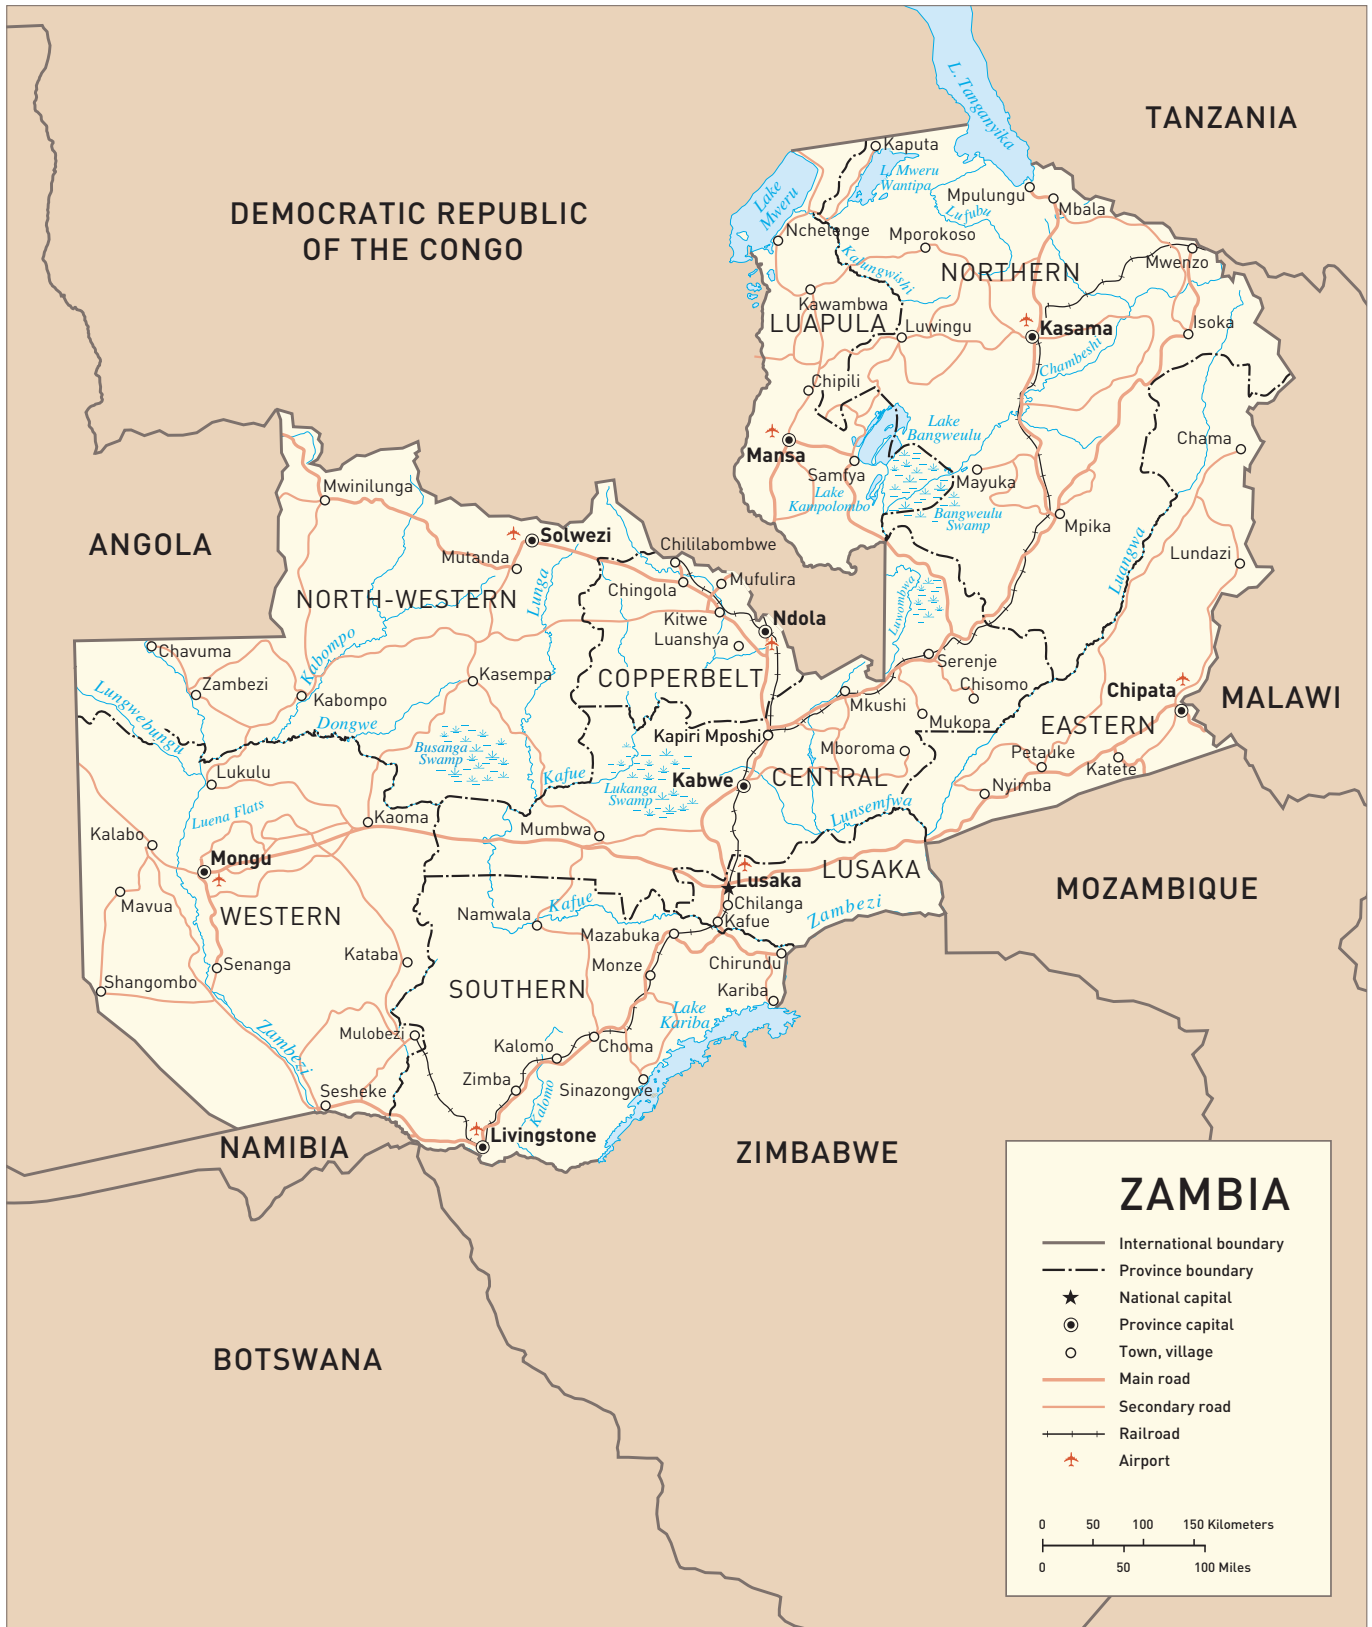 TANZANIA
L. Tanganyika
Kaputa
L. Mweru
Wantipa
Lake
Mweru
Mpulungu
Mbala
Lufubu
DEMOCRATIC REPUBLIC
OF THE CONGO
Nchelenge
Mporokoso
Kalungwishi
NORTHERN
Mwenzo
Kawambwa
LUAPULA
Luwingu
Kasama
Isoka
Chambeshi
Chipili
Lake
Bangweulu
Chama
Mansa
Samfya
Mayuka
Lake
Kampolombo
Bangweulu
Swamp
Mpika
Mwinilunga
ANGOLA
Solwezi
Mutanda
Chililabombwe
Luangwa
Lundazi
NORTH-WESTERN
Lunga
Chingola
Mufulira
Kitwe
Luanshya
Ndola
Luwombwa
Chavuma
Kabompo
Serenje
Zambezi
Kasempa
COPPERBELT
Chisomo
Chipata
MALAWI
Lungwebungu
Kabompo
Mkushi
Mukopa
EASTERN
Dongwe
Kapiri Mposhi
Busanga
Swamp
Mboroma
Petauke
Katete
Lukulu
Kafue
Lukanga
Swamp
Kabwe
CENTRAL
Nyimba
Luena Flats
Kaoma
Mumbwa
Lunsemfwa
Kalabo
Mongu
LUSAKA
Lusaka
MOZAMBIQUE
Mavua
WESTERN
Namwala
Kafue
Chilanga
Kafue
Zambezi
Mazabuka
Kataba
Senanga
Monze
Chirundu
Shangombo
SOUTHERN
Kariba
Lake
Kariba
Zambezi
Mulobezi
Kalomo
Choma
Zimba
Sinazongwe
Sesheke
Kalomo
Livingstone
NAMIBIA
ZIMBABWE
BOTSWANA
ZAMBIA
International boundary
Province boundary
National capital
Province capital
Town, village
Main road
Secondary road
Railroad
Airport
0 50 100 150 Kilometers
0 50 100 Miles